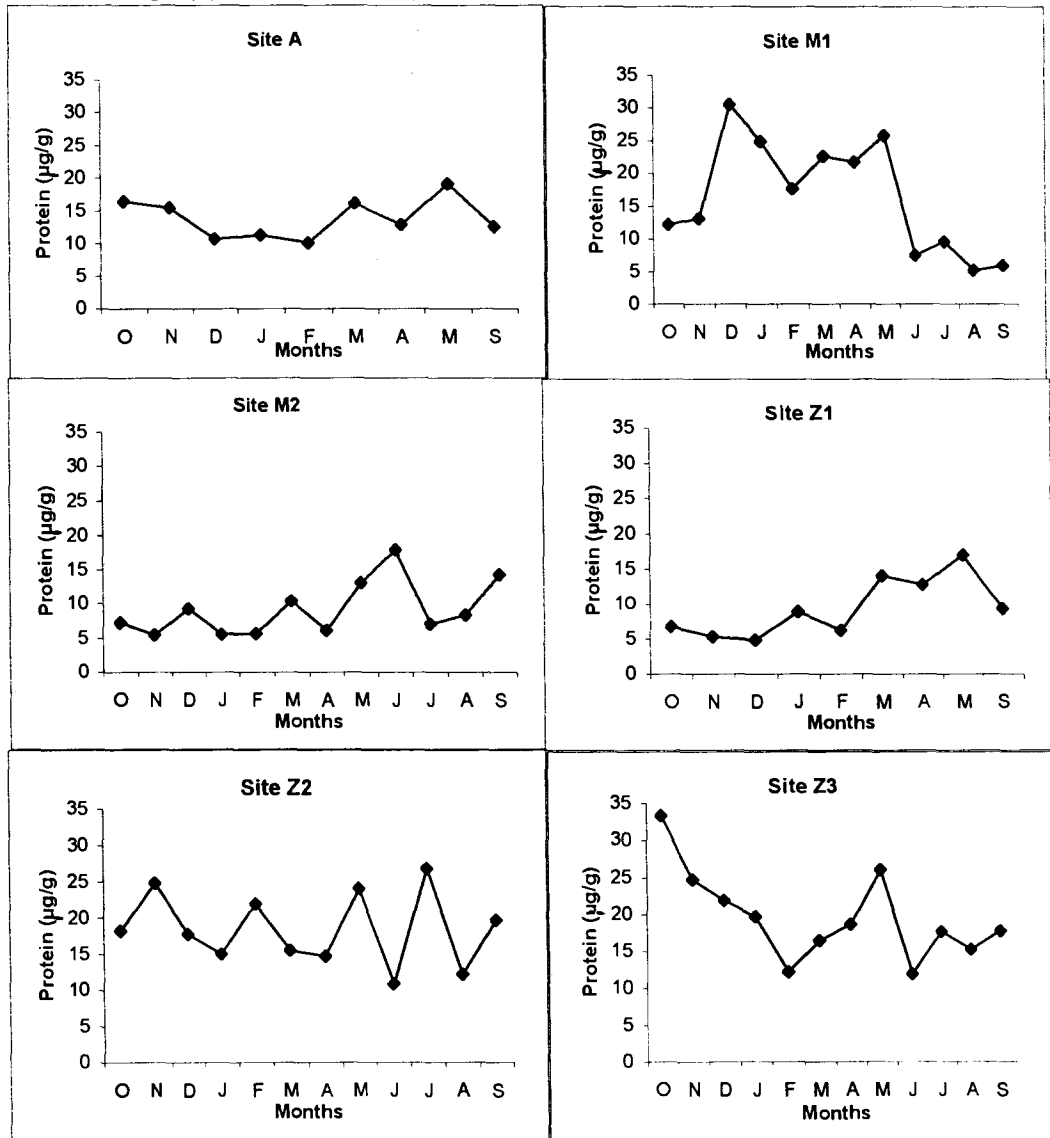 Site A
35
30
25
20
15
10
5
0
Protein (µg/g)
O N D J F M A M S
Months
Site M1
35
30
25
20
15
10
5
0
Protein (µg/g)
O N D J F M A M J J A S
Months
Site M2
35
30
25
20
15
10
5
0
Protein (µg/g)
O N D J F M A M J J A S
Months
Site Z1
35
30
25
20
15
10
5
0
Protein (µg/g)
O N D J F M A M S
Months
Site Z2
35
30
25
20
15
10
5
0
Protein (µg/g)
O N D J F M A M J J A S
Months
Site Z3
35
30
25
20
15
10
5
0
Protein (µg/g)
O N D J F M A M J J A S
Months